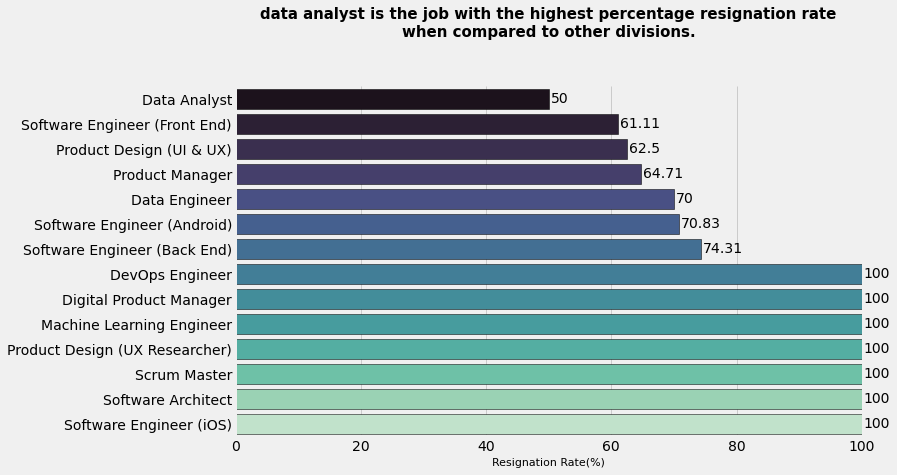 data analyst is the job with the highest percentage resignation rate
when compared to other divisions.
Data Analyst 50
Software Engineer (Front End) 61.11
Product Design (UI & UX) 62.5
Product Manager 64.71
Data Engineer 70
Software Engineer (Android) 70.83
Software Engineer (Back End) 74.31
DevOps Engineer 100
Digital Product Manager 100
Machine Learning Engineer 100
Product Design (UX Researcher) 100
Scrum Master 100
Software Architect 100
Software Engineer (iOS) 100
0 20 40 60 80 100
Resignation Rate(%)